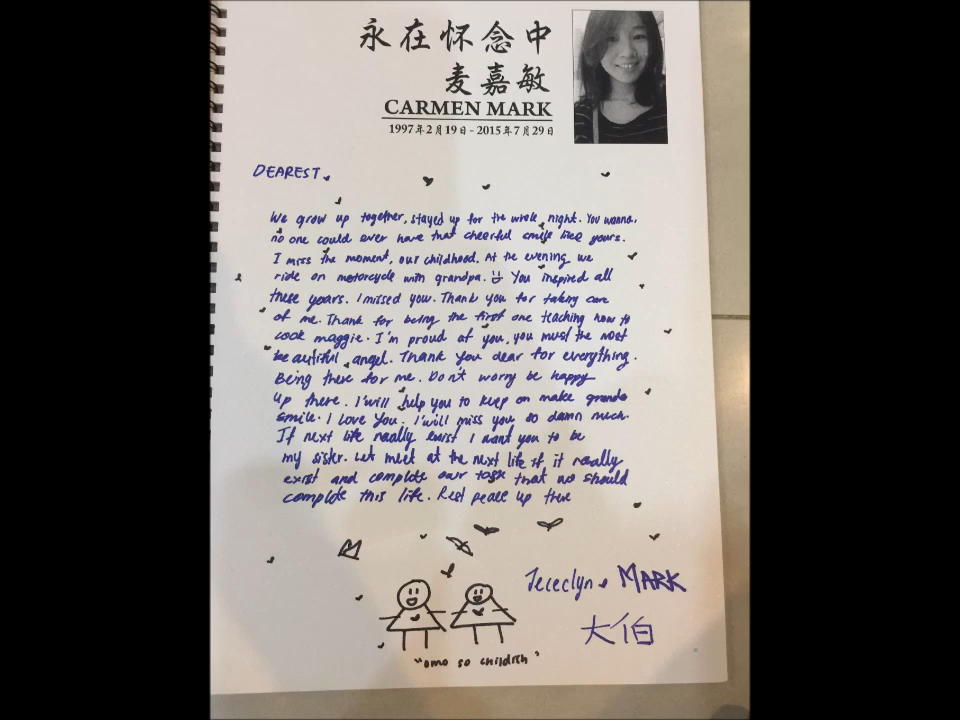 永在怀念中
麦嘉敏
CARMEN MARK
1997年2月19日-2015年7月29日
DEAREST,
We grow up together, stayed up for the whole night. You wanna.
no one could ever have that cheerful smile like yours.
I miss the moment, our childhood. At the evening we
ride on motorcycle with grandpa. You inspired all
these years. I missed you. Thank you for taking care
of me. Thank for being the first one teaching how to
cook maggie. I'm proud of you, you must the most
beautiful angel. Thank you dear for everything.
Being there for me. Don't worry be happy
up there. I'will help you to keep on make grands
smile. I Love You. I'will miss you so damn much.
If next life really exist I want you to be
my sister. Let meet at the next life if it really
exist and complete our task that we should
complete this life. Rest peace up there
Jececlyn MARK
大伯
"omo so children"